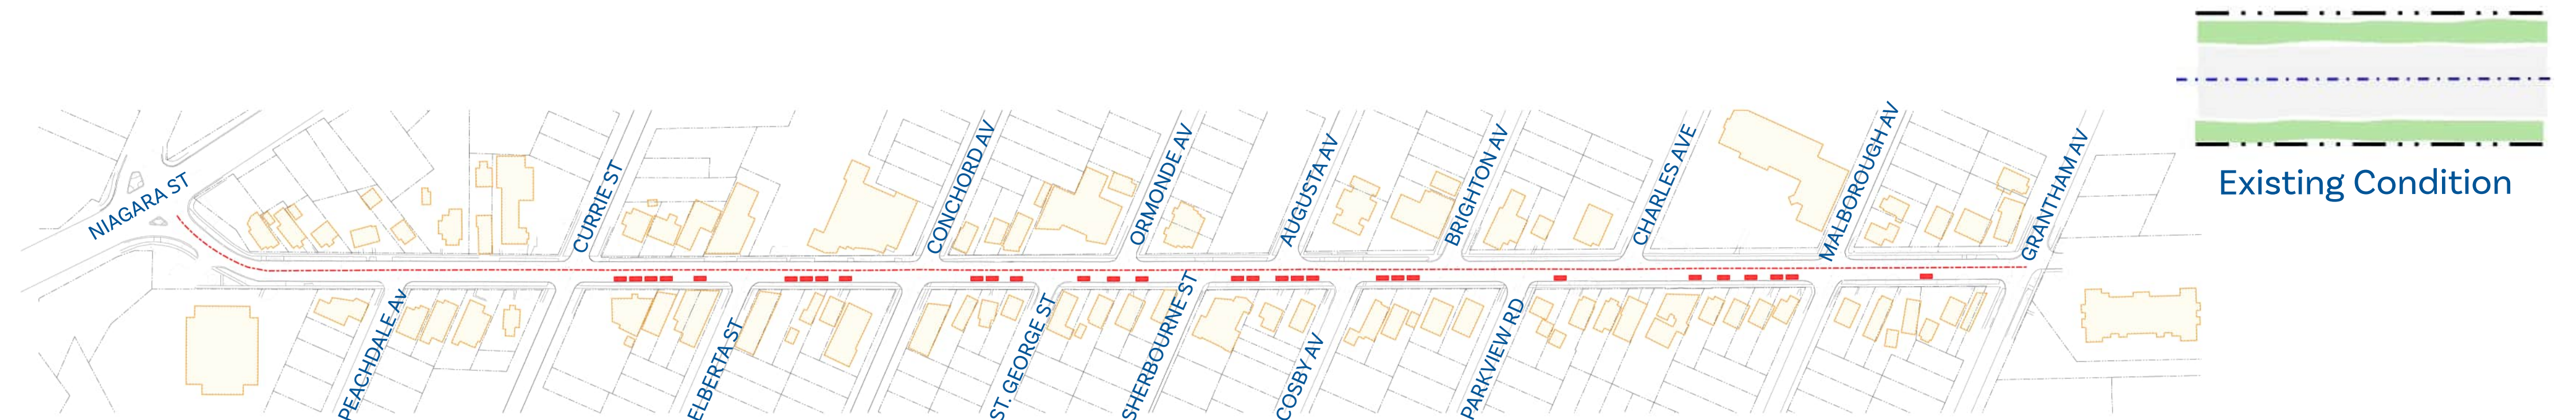 NIAGARA ST
CURRIE ST
CONCHORD AV
ORMONDE AV
AUGUSTA AV
BRIGHTON AV
CHARLES AVE
MALBOROUGH AV
GRANTHAM AV
PEACHDALE AV
ELBERTA ST
ST. GEORGE ST
SHERBOURNE ST
COSBY AV
PARKVIEW RD
Existing Condition